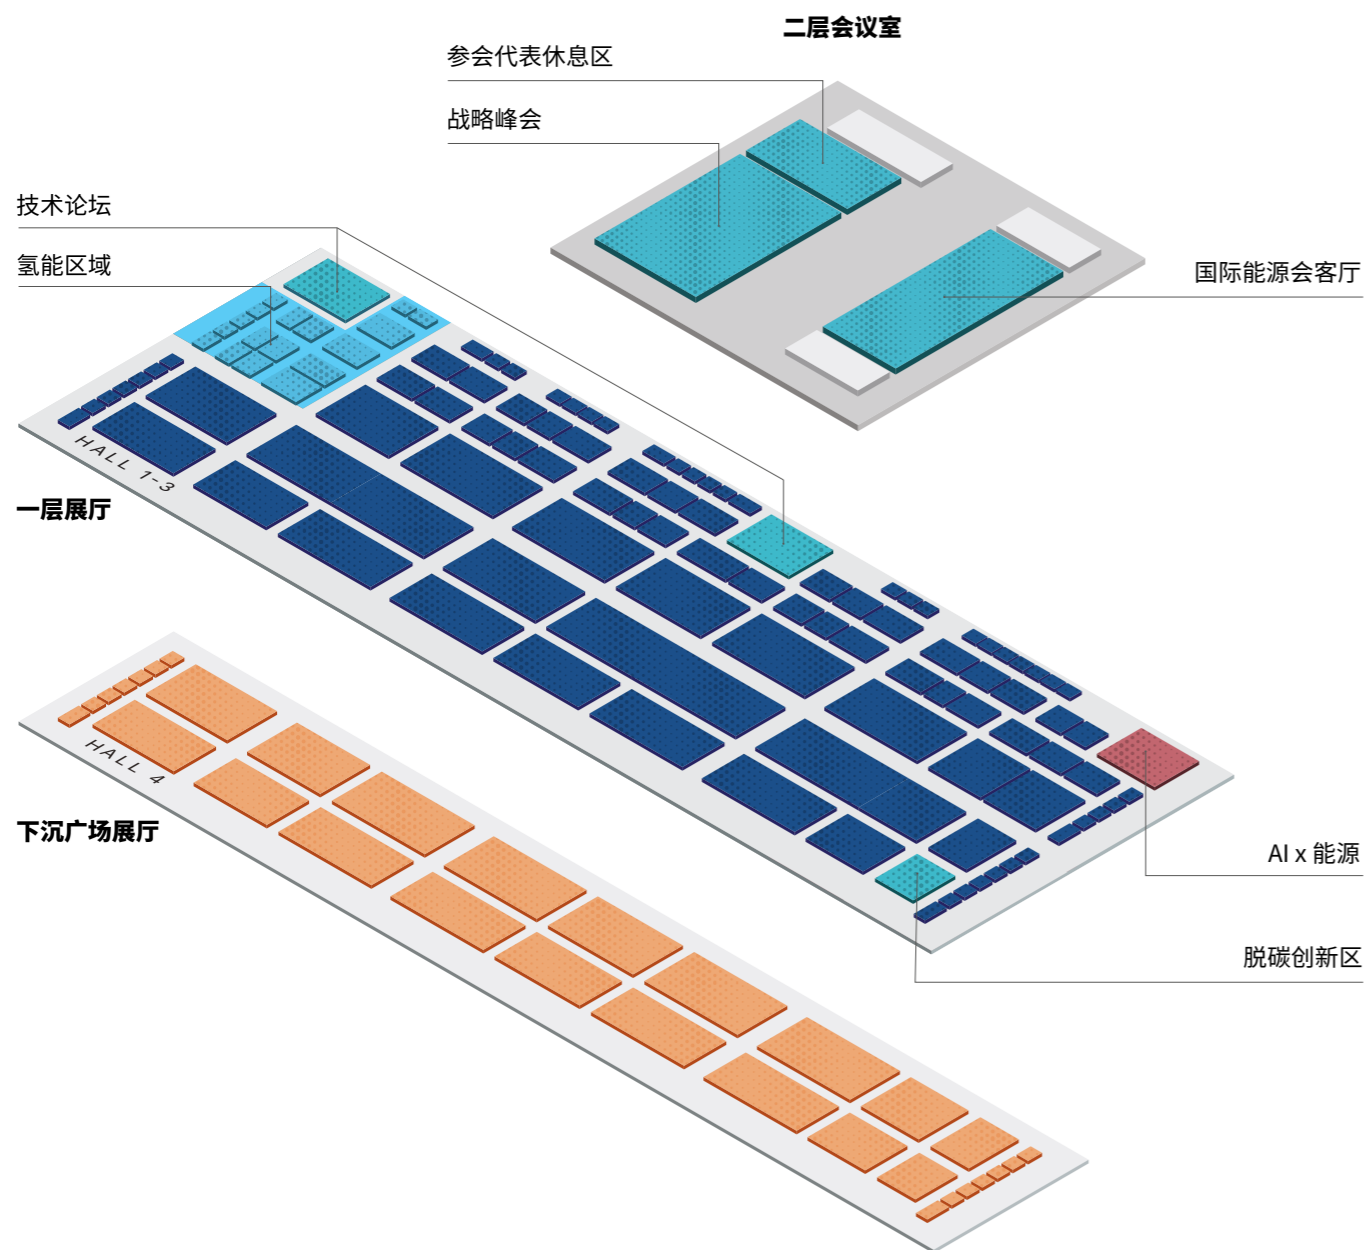 二层会议室
参会代表休息区
战略峰会
技术论坛
氢能区域
国际能源会客厅
HALL 1-3
一层展厅
HALL 4
下沉广场展厅
AI x 能源
脱碳创新区